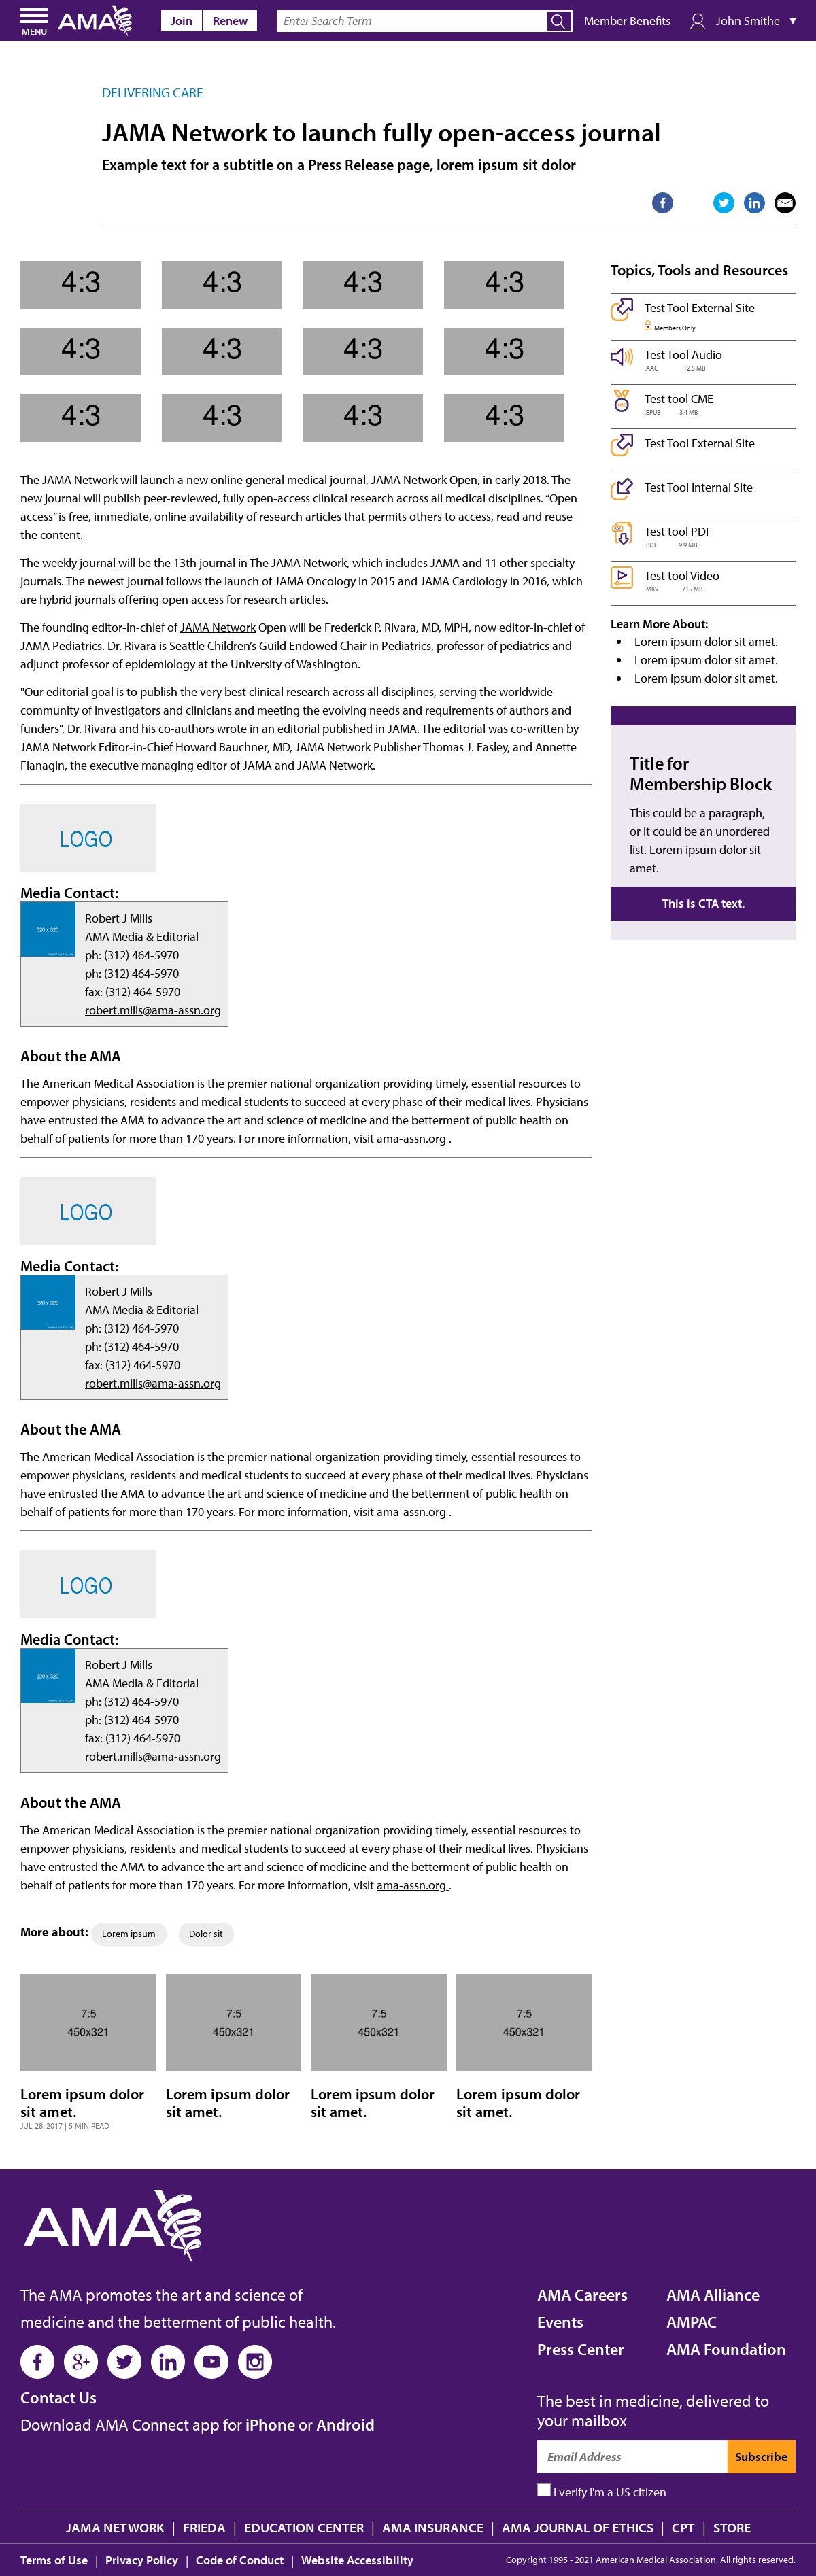 MENU
AMA
Join
Renew
Enter Search Term
Member Benefits
John Smithe
DELIVERING CARE
JAMA Network to launch fully open-access journal
Example text for a subtitle on a Press Release page, lorem ipsum sit dolor
4:3 4:3 4:3 4:3
4:3 4:3 4:3 4:3
4:3 4:3 4:3 4:3
The JAMA Network will launch a new online general medical journal, JAMA Network Open, in early 2018. The
new journal will publish peer-reviewed, fully open-access clinical research across all medical disciplines. “Open
access” is free, immediate, online availability of research articles that permits others to access, read and reuse
the content.
The weekly journal will be the 13th journal in The JAMA Network, which includes JAMA and 11 other specialty
journals. The newest journal follows the launch of JAMA Oncology in 2015 and JAMA Cardiology in 2016, which
are hybrid journals offering open access for research articles.
The founding editor-in-chief of JAMA Network Open will be Frederick P. Rivara, MD, MPH, now editor-in-chief of
JAMA Pediatrics. Dr. Rivara is Seattle Children’s Guild Endowed Chair in Pediatrics, professor of pediatrics and
adjunct professor of epidemiology at the University of Washington.
"Our editorial goal is to publish the very best clinical research across all disciplines, serving the worldwide
community of investigators and clinicians and meeting the evolving needs and requirements of authors and
funders", Dr. Rivara and his co-authors wrote in an editorial published in JAMA. The editorial was co-written by
JAMA Network Editor-in-Chief Howard Bauchner, MD, JAMA Network Publisher Thomas J. Easley, and Annette
Flanagin, the executive managing editor of JAMA and JAMA Network.
LOGO
Media Contact:
320 x 320
Robert J Mills
AMA Media & Editorial
ph: (312) 464-5970
ph: (312) 464-5970
fax: (312) 464-5970
robert.mills@ama-assn.org
About the AMA
The American Medical Association is the premier national organization providing timely, essential resources to
empower physicians, residents and medical students to succeed at every phase of their medical lives. Physicians
have entrusted the AMA to advance the art and science of medicine and the betterment of public health on
behalf of patients for more than 170 years. For more information, visit ama-assn.org .
LOGO
Media Contact:
320 x 320
Robert J Mills
AMA Media & Editorial
ph: (312) 464-5970
ph: (312) 464-5970
fax: (312) 464-5970
robert.mills@ama-assn.org
About the AMA
The American Medical Association is the premier national organization providing timely, essential resources to
empower physicians, residents and medical students to succeed at every phase of their medical lives. Physicians
have entrusted the AMA to advance the art and science of medicine and the betterment of public health on
behalf of patients for more than 170 years. For more information, visit ama-assn.org .
LOGO
Media Contact:
320 x 320
Robert J Mills
AMA Media & Editorial
ph: (312) 464-5970
ph: (312) 464-5970
fax: (312) 464-5970
robert.mills@ama-assn.org
About the AMA
The American Medical Association is the premier national organization providing timely, essential resources to
empower physicians, residents and medical students to succeed at every phase of their medical lives. Physicians
have entrusted the AMA to advance the art and science of medicine and the betterment of public health on
behalf of patients for more than 170 years. For more information, visit ama-assn.org .
More about: Lorem ipsum Dolor sit
7:5 7:5 7:5 7:5
450x321 450x321 450x321 450x321
Lorem ipsum dolor
sit amet.
JUL 28, 2017 | 5 MIN READ
Lorem ipsum dolor
sit amet.
Lorem ipsum dolor
sit amet.
Lorem ipsum dolor
sit amet.
Topics, Tools and Resources
Test Tool External Site
Members Only
Test Tool Audio
.AAC 12.5 MB
Test tool CME
.EPUB 3.4 MB
Test Tool External Site
Test Tool Internal Site
Test tool PDF
.PDF 9.9 MB
Test tool Video
.MKV 715 MB
Learn More About:
• Lorem ipsum dolor sit amet.
• Lorem ipsum dolor sit amet.
• Lorem ipsum dolor sit amet.
Title for
Membership Block
This could be a paragraph,
or it could be an unordered
list. Lorem ipsum dolor sit
amet.
This is CTA text.
AMA
The AMA promotes the art and science of
medicine and the betterment of public health.
Contact Us
Download AMA Connect app for iPhone or Android
AMA Careers
Events
Press Center
AMA Alliance
AMPAC
AMA Foundation
The best in medicine, delivered to
your mailbox
Email Address
Subscribe
I verify I'm a US citizen
JAMA NETWORK | FRIEDA | EDUCATION CENTER | AMA INSURANCE | AMA JOURNAL OF ETHICS | CPT | STORE
Terms of Use | Privacy Policy | Code of Conduct | Website Accessibility
Copyright 1995 - 2021 American Medical Association. All rights reserved.